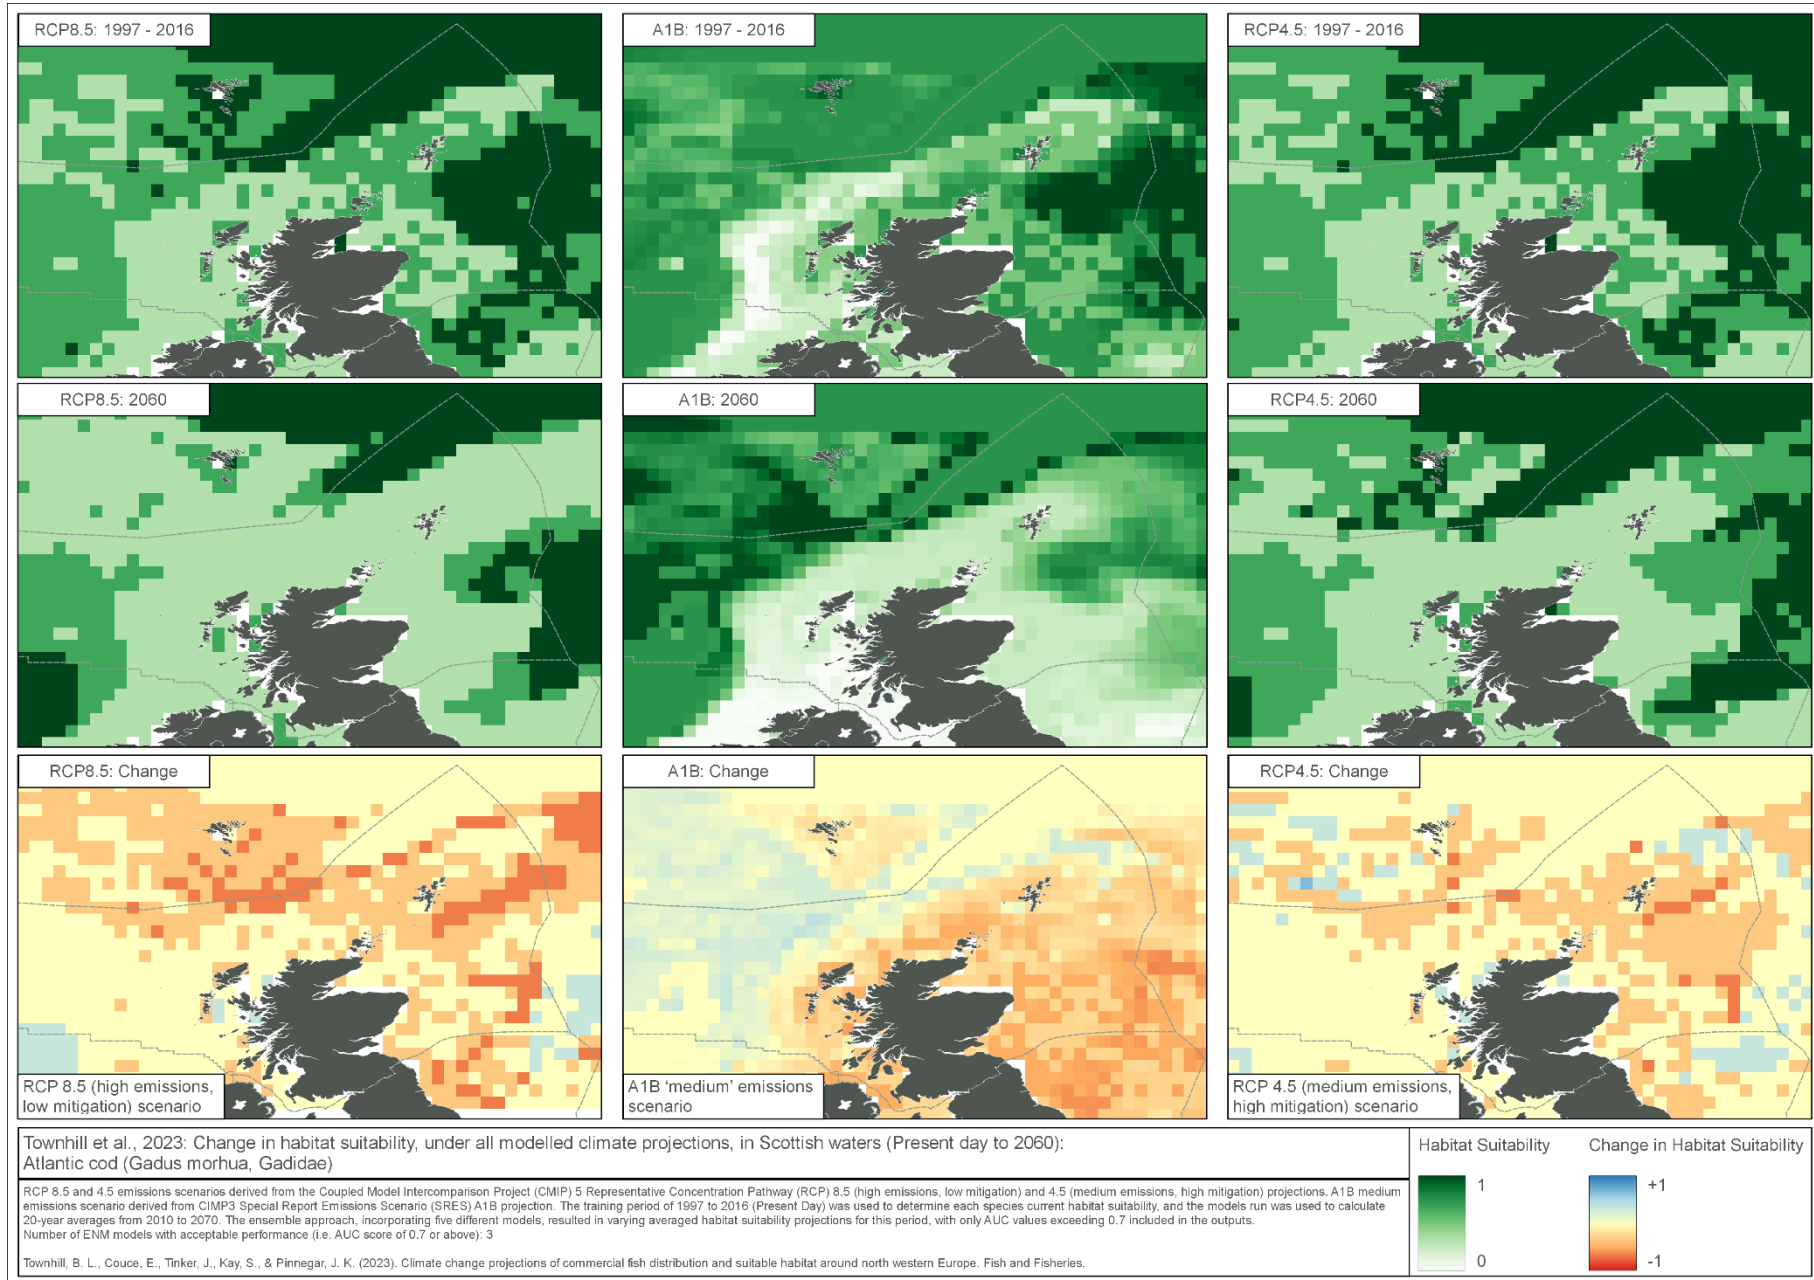 RCP8.5: 1997 - 2016
A1B: 1997 - 2016
RCP4.5: 1997 - 2016
RCP8.5: 2060
A1B: 2060
RCP4.5: 2060
RCP8.5: Change
A1B: Change
RCP4.5: Change
RCP 8.5 (high emissions,
low mitigation) scenario
A1B ‘medium’ emissions
scenario
RCP 4.5 (medium emissions,
high mitigation) scenario
Townhill et al., 2023: Change in habitat suitability, under all modelled climate projections, in Scottish waters (Present day to 2060):
Atlantic cod (Gadus morhua, Gadidae)
RCP 8.5 and 4.5 emissions scenarios derived from the Coupled Model Intercomparison Project (CMIP) 5 Representative Concentration Pathway (RCP) 8.5 (high emissions, low mitigation) and 4.5 (medium emissions, high mitigation) projections. A1B medium
emissions scenario derived from CIMP3 Special Report Emissions Scenario (SRES) A1B projection. The training period of 1997 to 2016 (Present Day) was used to determine each species current habitat suitability, and the models run was used to calculate
20-year averages from 2010 to 2070. The ensemble approach, incorporating five different models, resulted in varying averaged habitat suitability projections for this period, with only AUC values exceeding 0.7 included in the outputs.
Number of ENM models with acceptable performance (i.e. AUC score of 0.7 or above): 3
Townhill, B. L., Couce, E., Tinker, J., Kay, S., & Pinnegar, J. K. (2023). Climate change projections of commercial fish distribution and suitable habitat around north western Europe. Fish and Fisheries.
Habitat Suitability
1
0
Change in Habitat Suitability
+1
-1